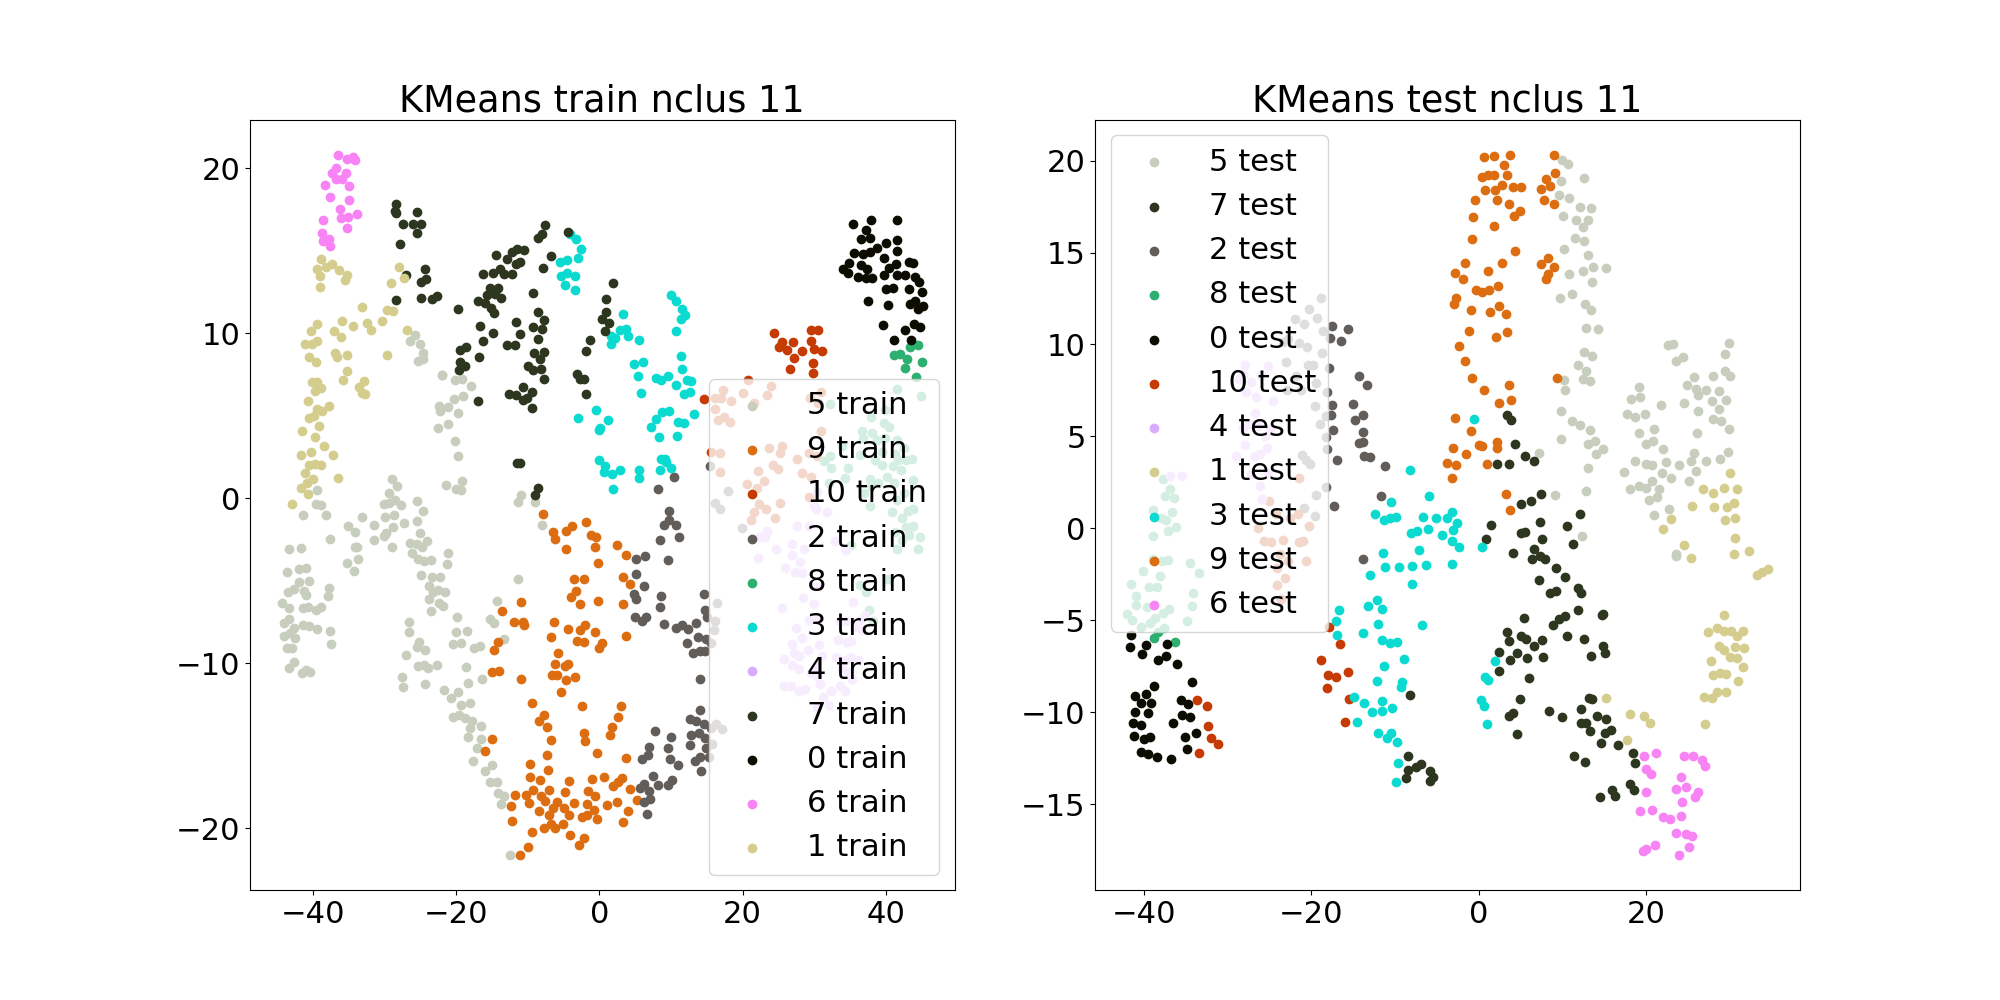 KMeans train nclus 11
20
10
0
−10
−20
−40
−20
0
20
40
5 train
9 train
10 train
2 train
8 train
3 train
4 train
7 train
0 train
6 train
1 train
KMeans test nclus 11
20
15
10
5
0
−5
−10
−15
−40
−20
0
20
5 test
7 test
2 test
8 test
0 test
10 test
4 test
1 test
3 test
9 test
6 test